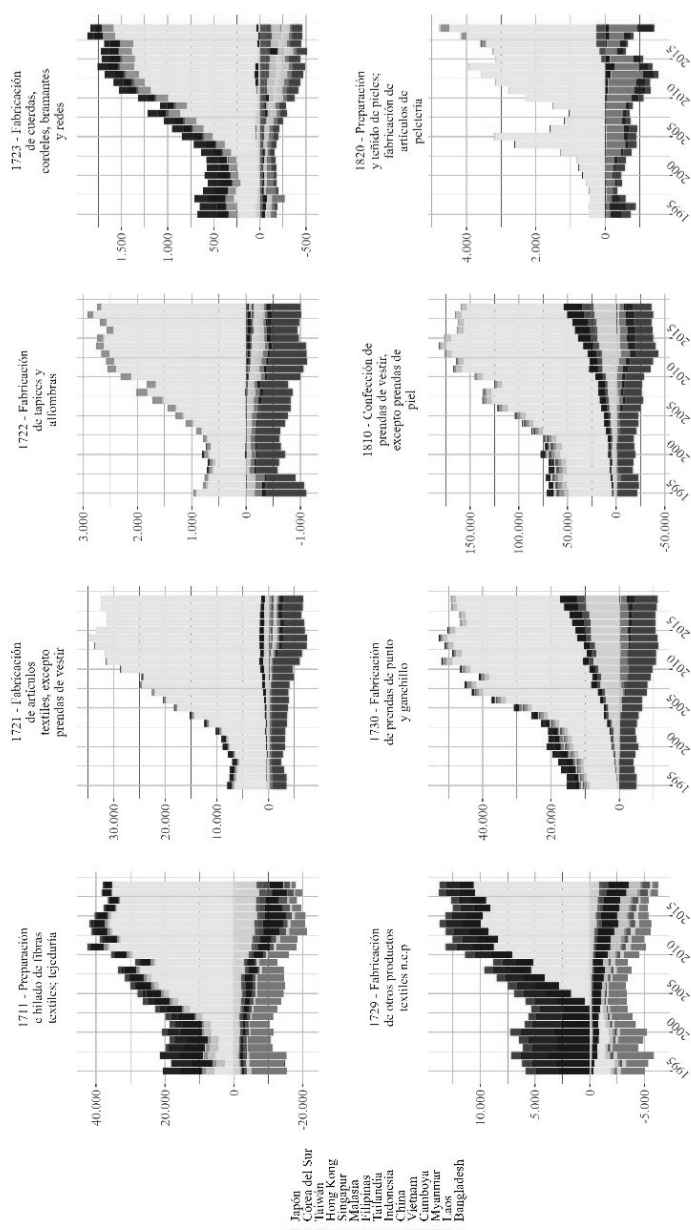 1711 - Preparación
e hilado de fibras
textiles; tejeduría
40.000
20.000
0
-20.000
1721 - Fabricación
de artículos
textiles, excepto
prendas de vestir
30.000
20.000
10.000
0
1722 - Fabricación
de tapices y
alfombras
3.000
2.000
1.000
0
-1.000
1723 - Fabricación
de cuerdas,
cordeles, bramantes
y redes
1.500
1.000
500
0
-500
1729 - Fabricación
de otros productos
textiles n.c.p
10.000
5.000
0
-5.000
1995 2000 2005 2010 2015
1730 - Fabricación
de prendas de punto
y ganchillo
40.000
20.000
0
1995 2000 2005 2010 2015
1810 - Confección de
prendas de vestir,
excepto prendas de
piel
150.000
100.000
50.000
0
-50.000
1995 2000 2005 2010 2015
1820 - Preparación
y teñido de pieles;
fabricación de
artículos de
peletería
4.000
2.000
0
1995 2000 2005 2010 2015
Japón
Corea del Sur
Taiwán
Hong Kong
Singapur
Malasia
Filipinas
Tailandia
Indonesia
China
Vietnam
Camboya
Myanmar
Laos
Bangladesh